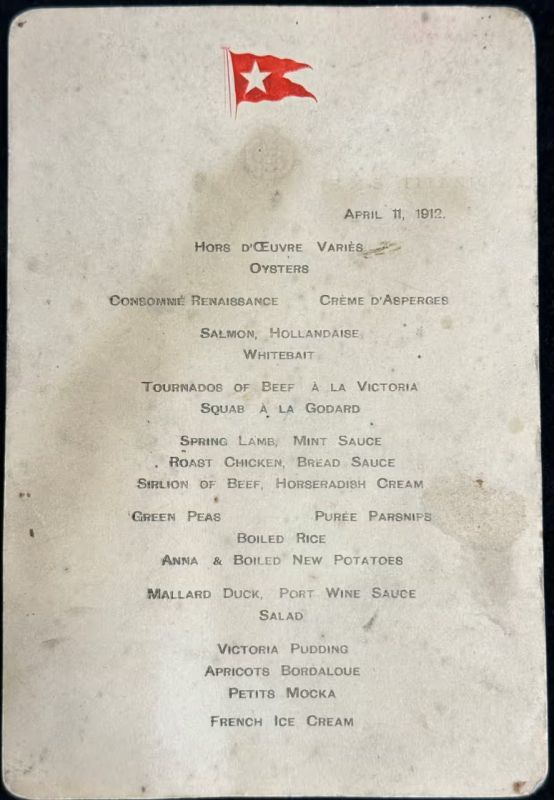 April 11, 1912.
Hors d'Œuvre Variés
Oysters
Consommé Renaissance Crème d'Asperges
Salmon, Hollandaise
Whitebait
Tournados of Beef à la Victoria
Squab à la Godard
Spring Lamb, Mint Sauce
Roast Chicken, Bread Sauce
Sirlion of Beef, Horseradish Cream
Green Peas Purée Parsnips
Boiled Rice
Anna & Boiled New Potatoes
Mallard Duck, Port Wine Sauce
Salad
Victoria Pudding
Apricots Bordaloue
Petits Mocka
French Ice Cream